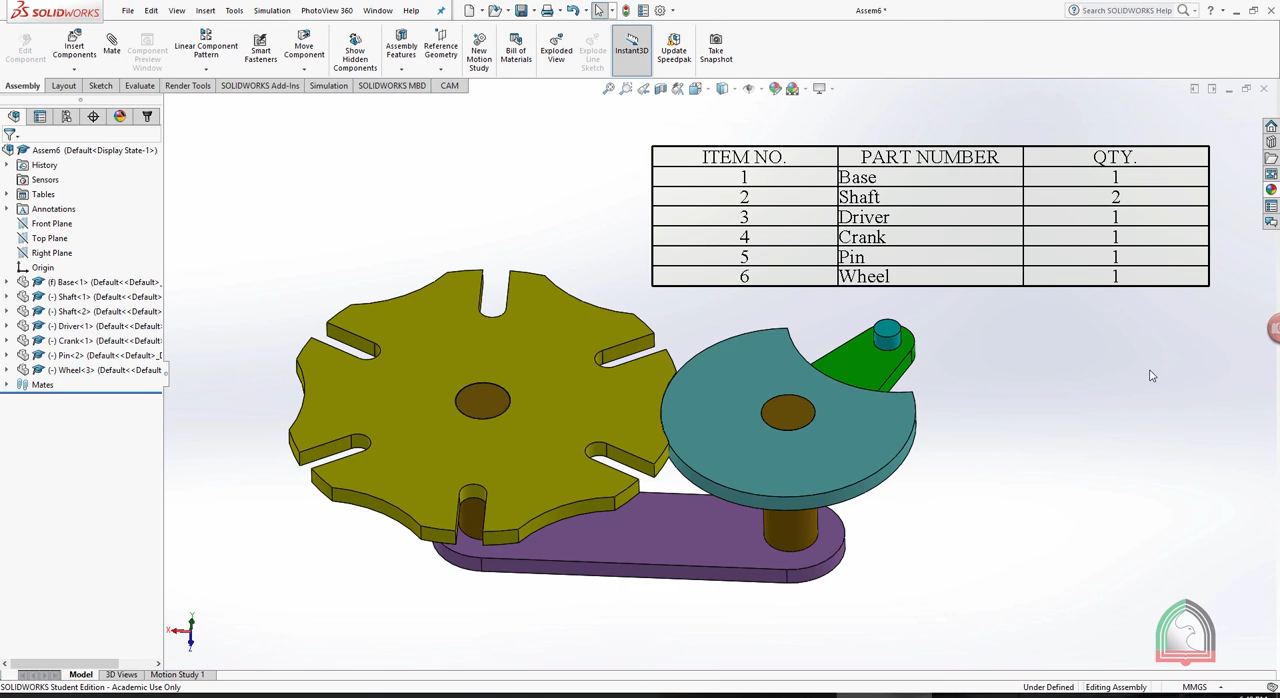 SOLIDWORKS File Edit View Insert Tools Simulation PhotoView 360 Window Help Assem6 * Search SOLIDWORKS Help ?
Edit Component
Insert Components
Mate
Component Preview Window
Linear Component Pattern
Smart Fasteners
Move Component
Show Hidden Components
Assembly Features
Reference Geometry
New Motion Study
Bill of Materials
Exploded View
Explode Line Sketch
Instant3D
Update Speedpak
Take Snapshot
Assembly Layout Sketch Evaluate Render Tools SOLIDWORKS Add-Ins Simulation SOLIDWORKS MBD CAM
Assem6 (Default<Display State-1>)
History
Sensors
Tables
Annotations
Front Plane
Top Plane
Right Plane
Origin
(f) Base<1> (Default<<Default>_
(-) Shaft<1> (Default<<Default>
(-) Shaft<2> (Default<<Default>
(-) Driver<1> (Default<<Default>
(-) Crank<1> (Default<<Default>
(-) Pin<2> (Default<<Default>_D
(-) Wheel<3> (Default<<Default
Mates
ITEM NO. PART NUMBER QTY.
1 Base 1
2 Shaft 2
3 Driver 1
4 Crank 1
5 Pin 1
6 Wheel 1
X Y Z
Model 3D Views Motion Study 1
SOLIDWORKS Student Edition - Academic Use Only Under Defined Editing Assembly MMGS